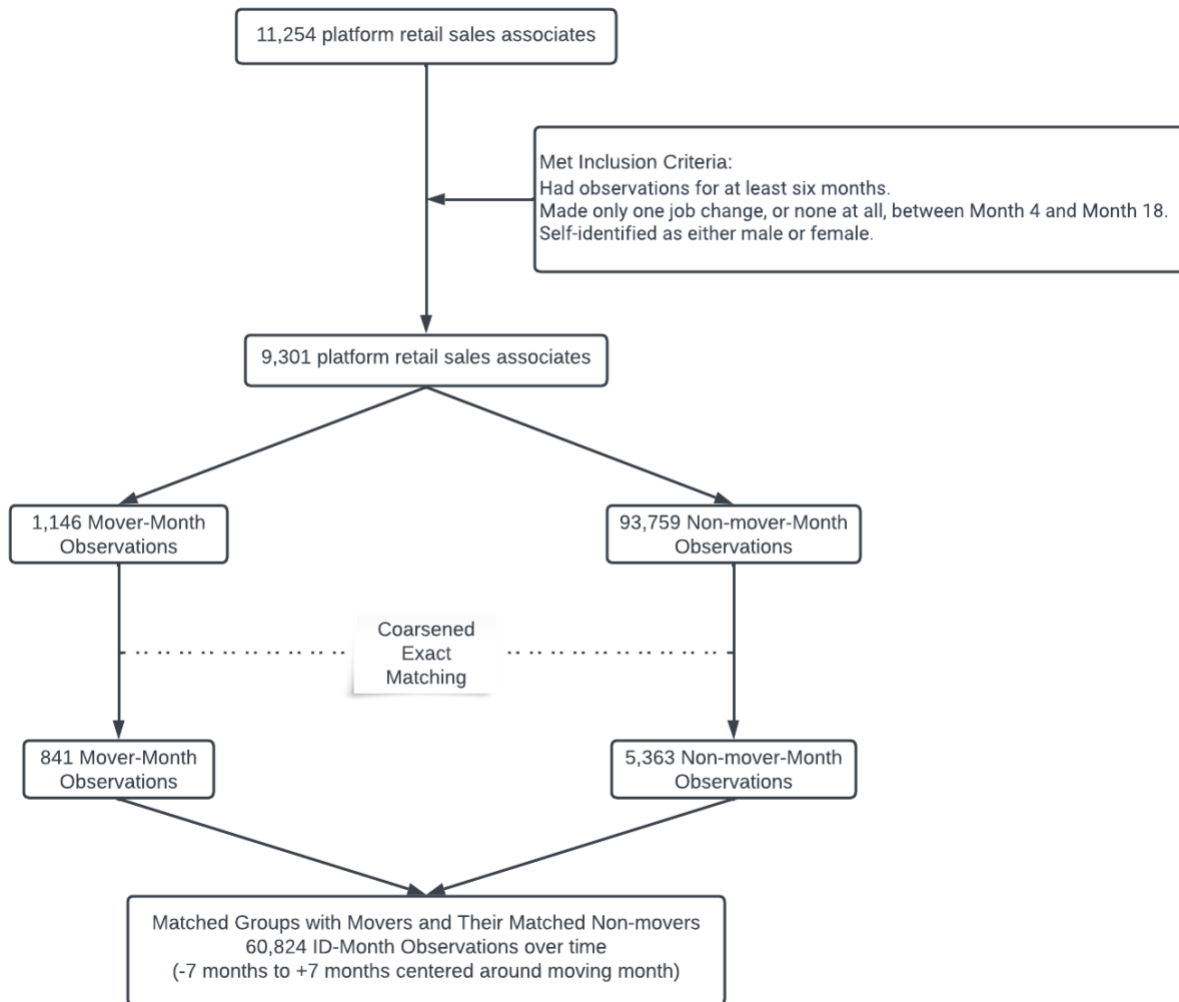 11,254 platform retail sales associates
Met Inclusion Criteria:
Had observations for at least six months.
Made only one job change, or none at all, between Month 4 and Month 18.
Self-identified as either male or female.
9,301 platform retail sales associates
1,146 Mover-Month
Observations
93,759 Non-mover-Month
Observations
Coarsened
Exact
Matching
841 Mover-Month
Observations
5,363 Non-mover-Month
Observations
Matched Groups with Movers and Their Matched Non-movers
60,824 ID-Month Observations over time
(-7 months to +7 months centered around moving month)